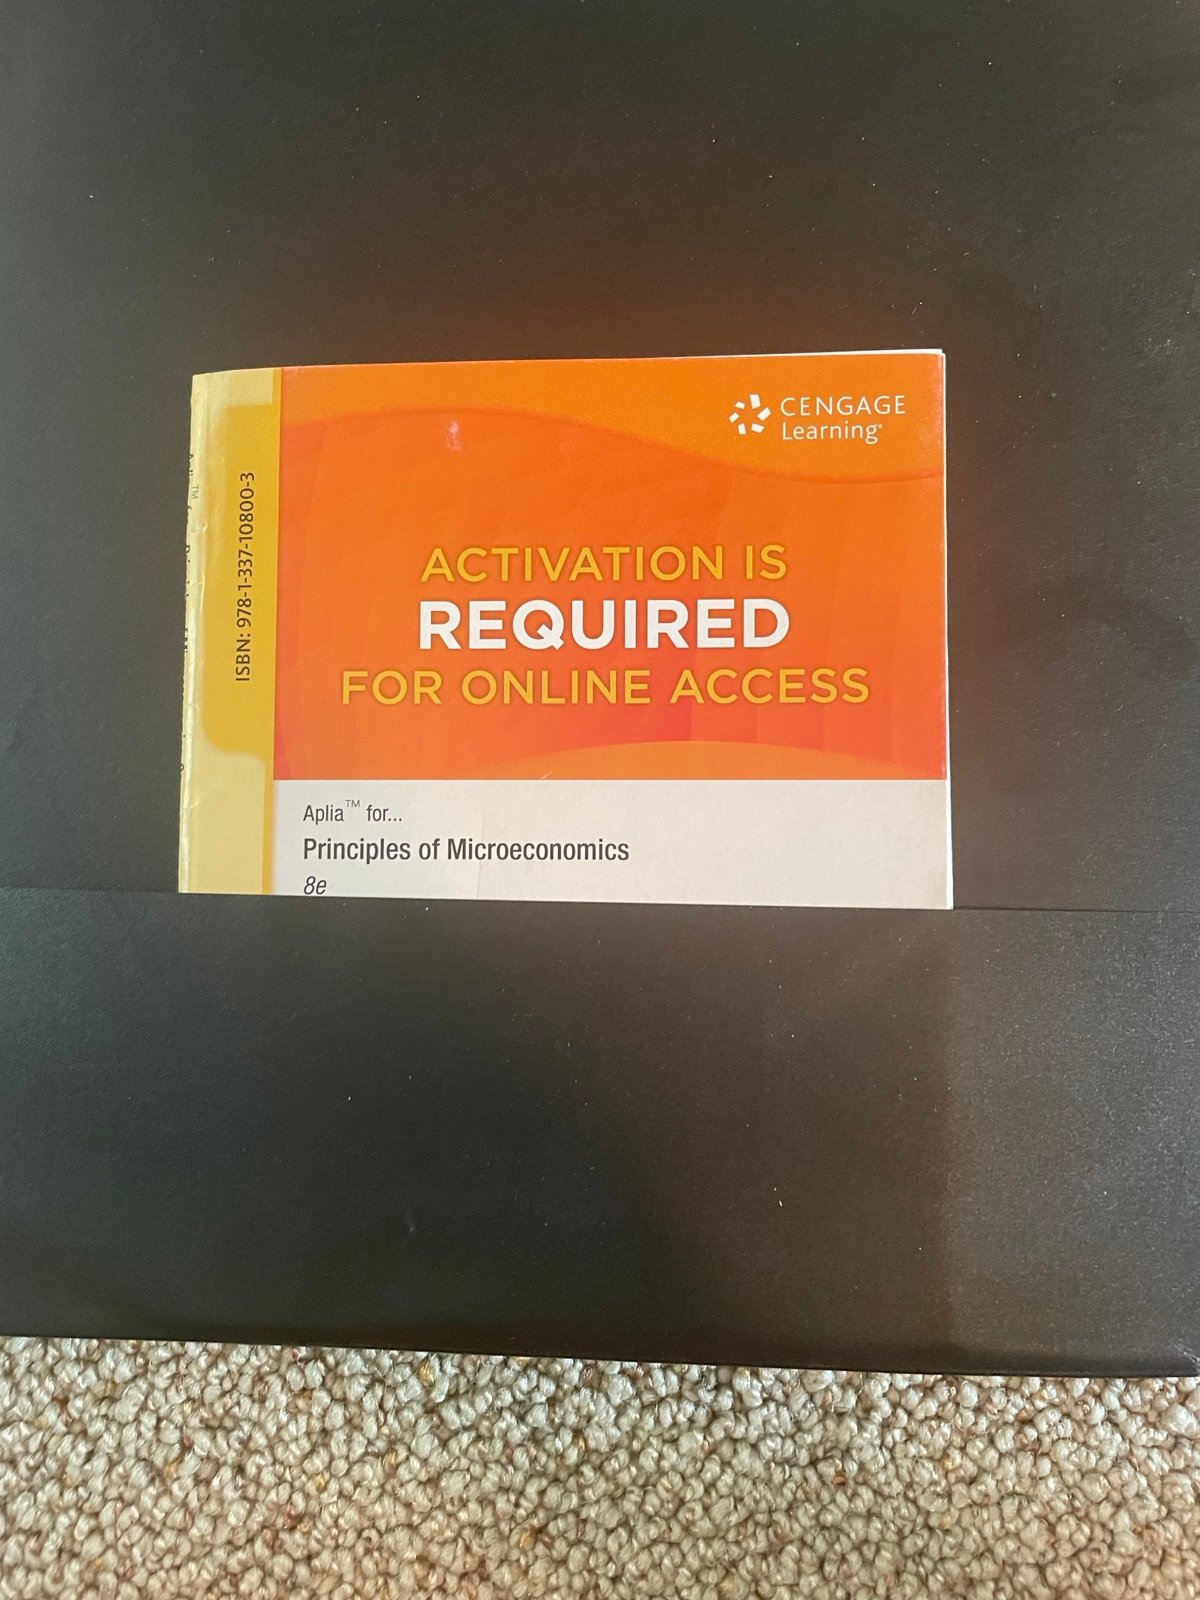 CENGAGE
Learning®
ISBN: 978-1-337-10800-3
ACTIVATION IS
REQUIRED
FOR ONLINE ACCESS
Aplia™ for...
Principles of Microeconomics
8e